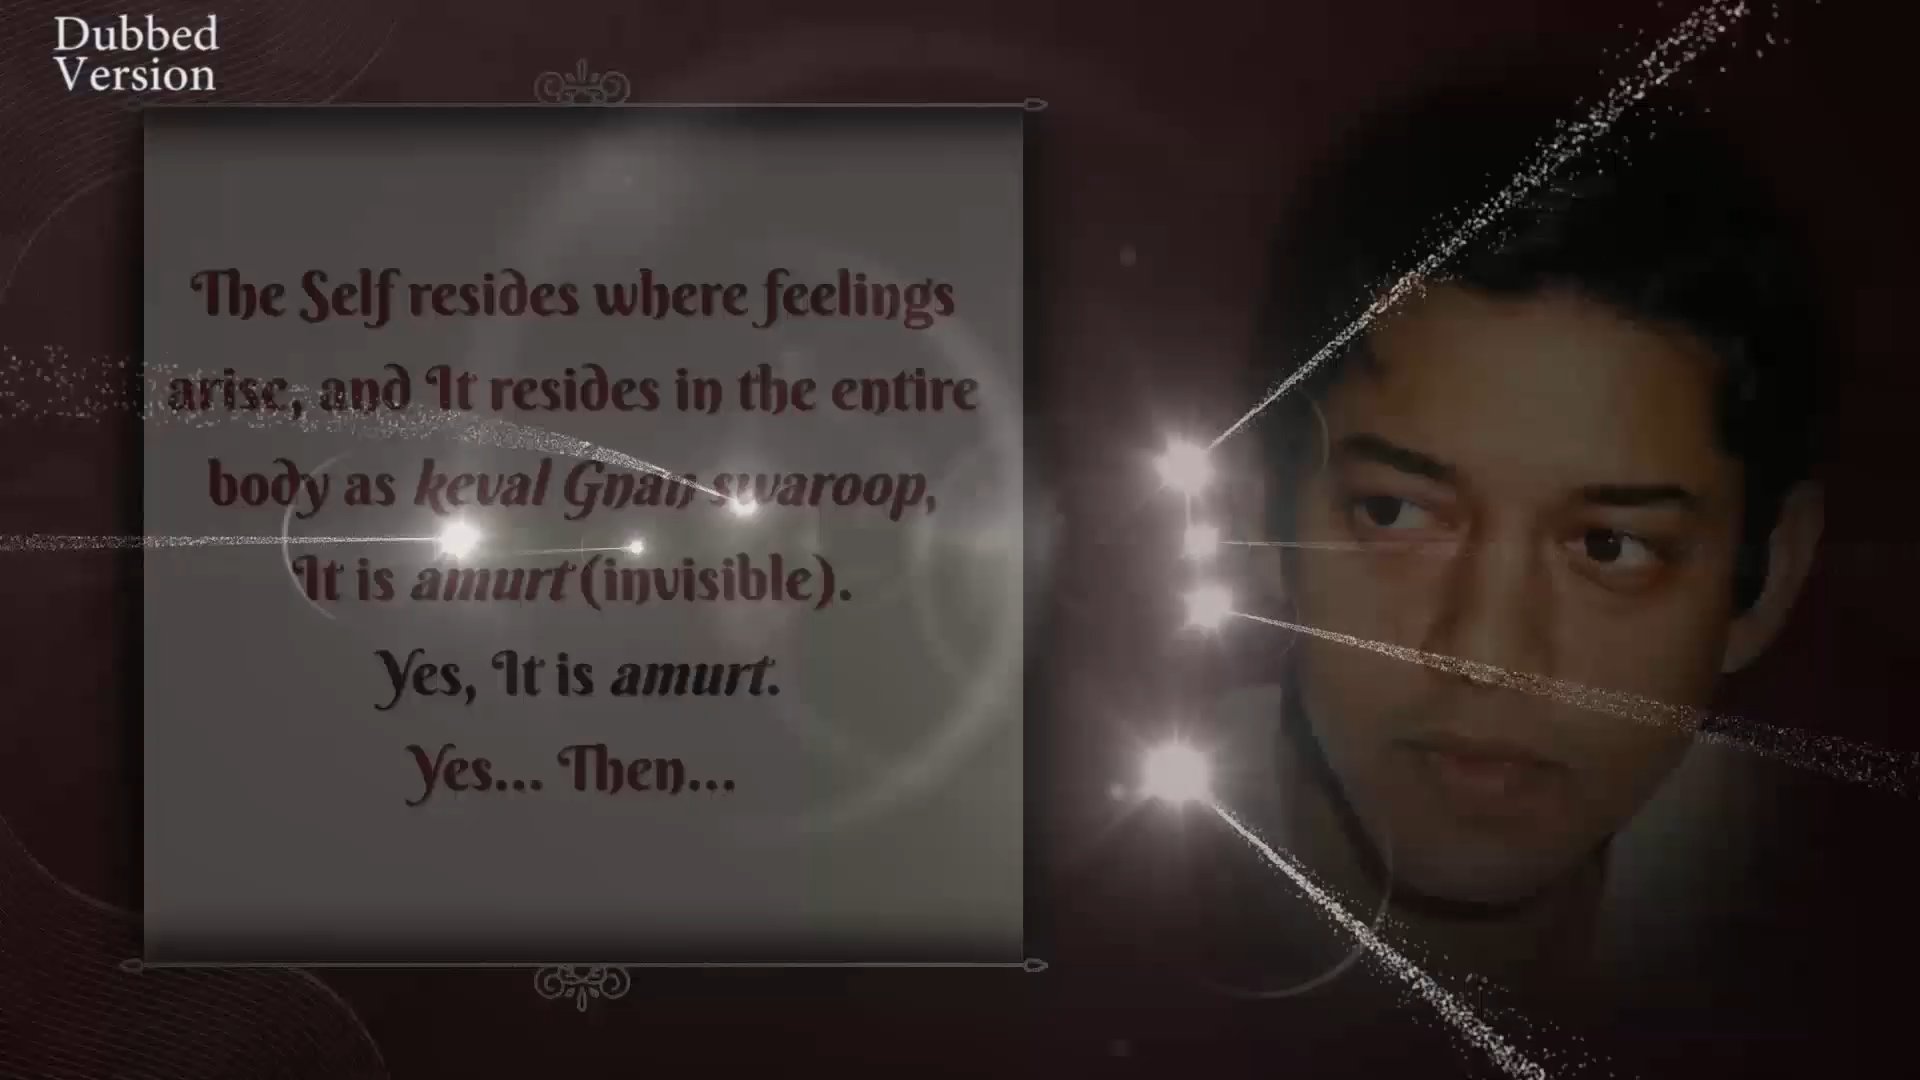 Dubbed
Version
The Self resides where feelings
arise, and It resides in the entire
body as keval Gnan swaroop,
It is amurt (invisible).
Yes, It is amurt.
Yes... Then...